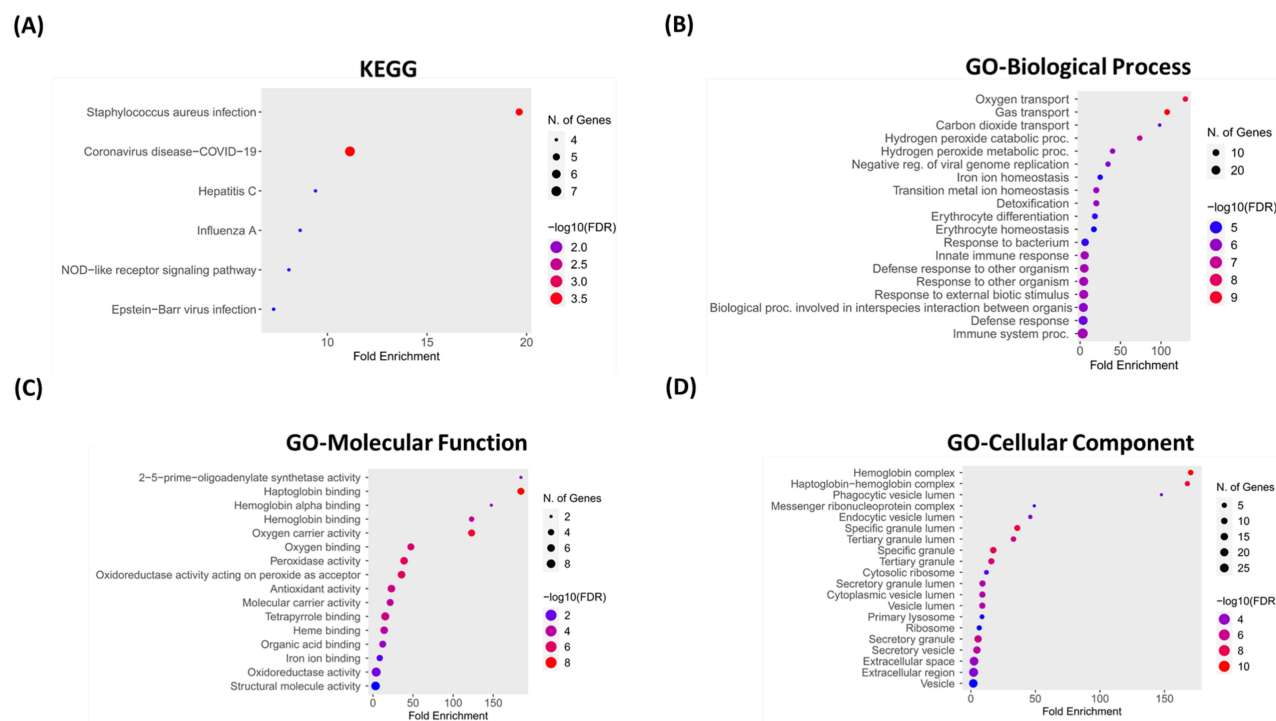 (A)
KEGG
Staphylococcus aureus infection
Coronavirus disease−COVID−19
Hepatitis C
Influenza A
NOD−like receptor signaling pathway
Epstein−Barr virus infection
10
15
20
Fold Enrichment
N. of Genes
4
5
6
7
−log10(FDR)
2.0
2.5
3.0
3.5
(B)
GO-Biological Process
Oxygen transport
Gas transport
Carbon dioxide transport
Hydrogen peroxide catabolic proc.
Hydrogen peroxide metabolic proc.
Negative reg. of viral genome replication
Iron ion homeostasis
Transition metal ion homeostasis
Detoxification
Erythrocyte differentiation
Erythrocyte homeostasis
Response to bacterium
Innate immune response
Defense response to other organism
Response to other organism
Response to external biotic stimulus
Biological proc. involved in interspecies interaction between organis
Defense response
Immune system proc.
0
50
100
Fold Enrichment
N. of Genes
10
20
−log10(FDR)
5
6
7
8
9
(C)
GO-Molecular Function
2−5−prime−oligoadenylate synthetase activity
Haptoglobin binding
Hemoglobin alpha binding
Hemoglobin binding
Oxygen carrier activity
Oxygen binding
Peroxidase activity
Oxidoreductase activity acting on peroxide as acceptor
Antioxidant activity
Molecular carrier activity
Tetrapyrrole binding
Heme binding
Organic acid binding
Iron ion binding
Oxidoreductase activity
Structural molecule activity
0
50
100
150
Fold Enrichment
N. of Genes
2
4
6
8
−log10(FDR)
2
4
6
8
(D)
GO-Cellular Component
Hemoglobin complex
Haptoglobin−hemoglobin complex
Phagocytic vesicle lumen
Messenger ribonucleoprotein complex
Endocytic vesicle lumen
Specific granule lumen
Tertiary granule lumen
Specific granule
Tertiary granule
Cytosolic ribosome
Secretory granule lumen
Cytoplasmic vesicle lumen
Vesicle lumen
Primary lysosome
Ribosome
Secretory granule
Secretory vesicle
Extracellular space
Extracellular region
Vesicle
0
50
100
150
Fold Enrichment
N. of Genes
5
10
15
20
25
−log10(FDR)
4
6
8
10